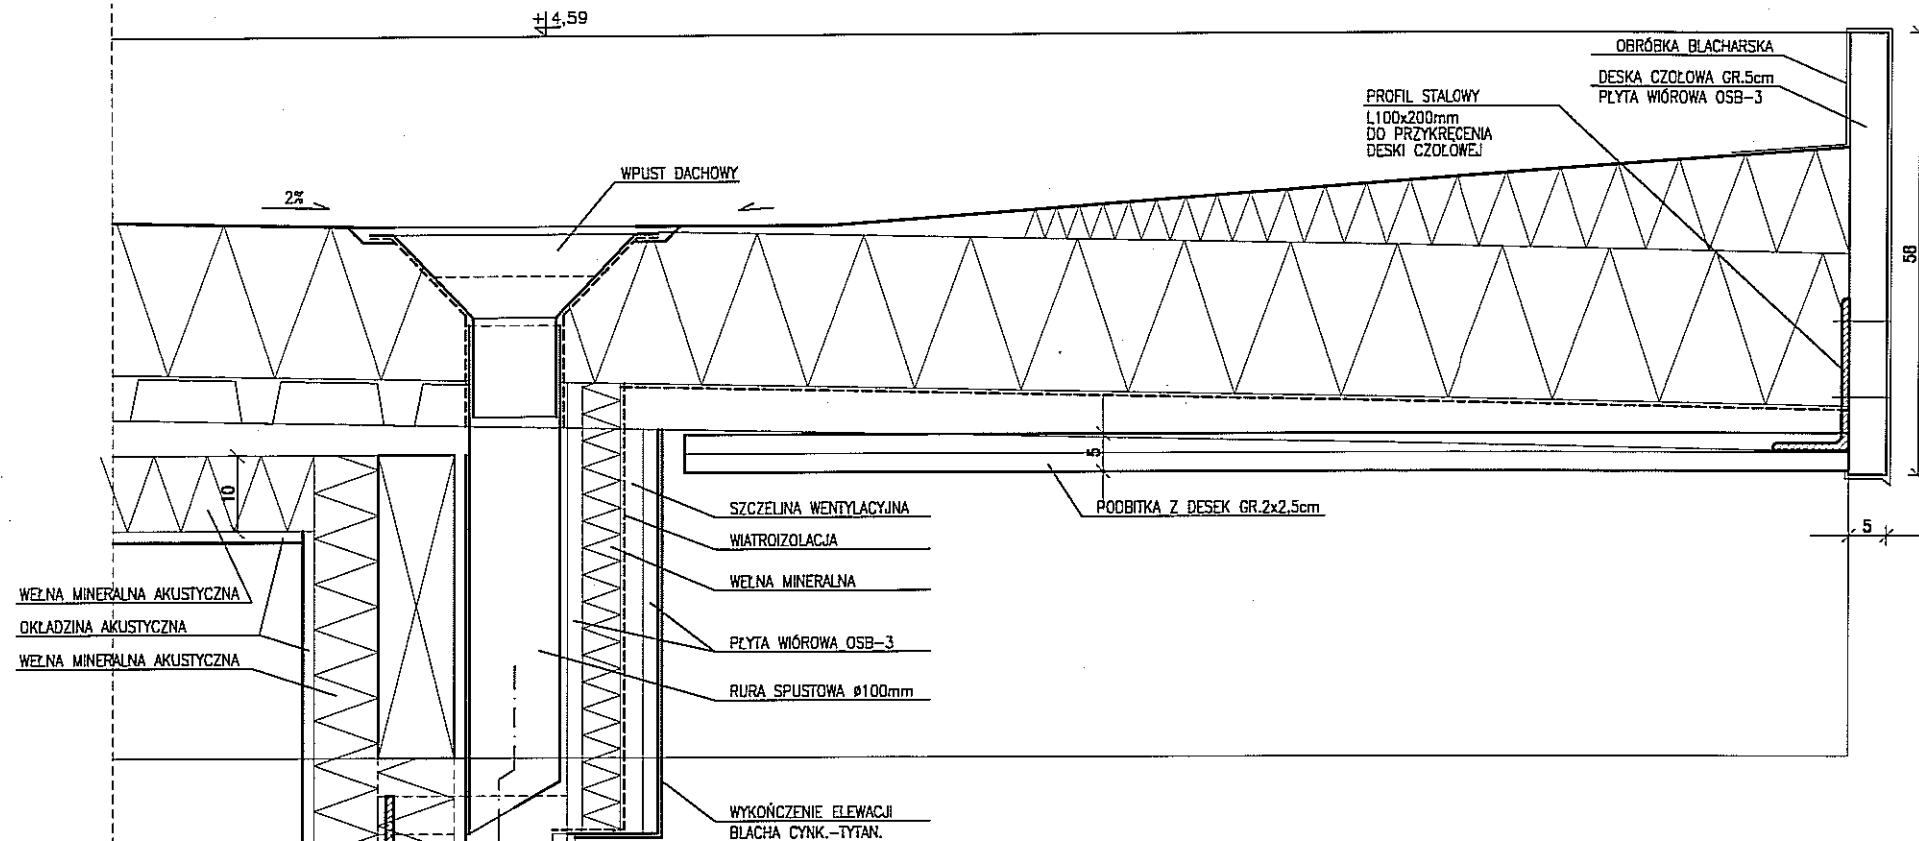 +4,59
OBRÓBKA BLACHARSKA
DESKA CZOŁOWA GR.5cm
PŁYTA WIÓROWA OSB-3
PROFIL STALOWY
L100x200mm
DO PRZYKRĘCENIA
DESKI CZOŁOWEJ
WPUST DACHOWY
2%
58
5
10
SZCZELINA WENTYLACYJNA
PODBITKA Z DESEK GR.2x2,5cm
5
WIATROIZOLACJA
WEŁNA MINERALNA
WEŁNA MINERALNA AKUSTYCZNA
OKŁADZINA AKUSTYCZNA
WEŁNA MINERALNA AKUSTYCZNA
PŁYTA WIÓROWA OSB-3
RURA SPUSTOWA ø100mm
WYKOŃCZENIE ELEWACJI
BLACHA CYNK.-TYTAN.